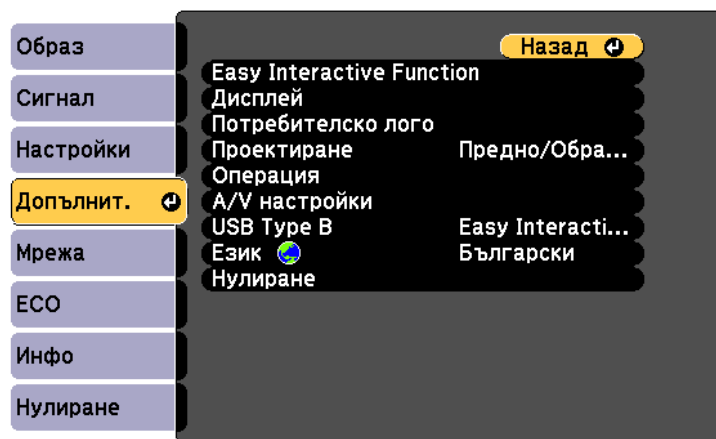 Образ
Сигнал
Настройки
Допълнит.
Мрежа
ECO
Инфо
Нулиране
Назад
Easy Interactive Function
Дисплей
Потребителско лого
Проектиране Предно/Обра...
Операция
A/V настройки
USB Type B Easy Interacti...
Език Български
Нулиране